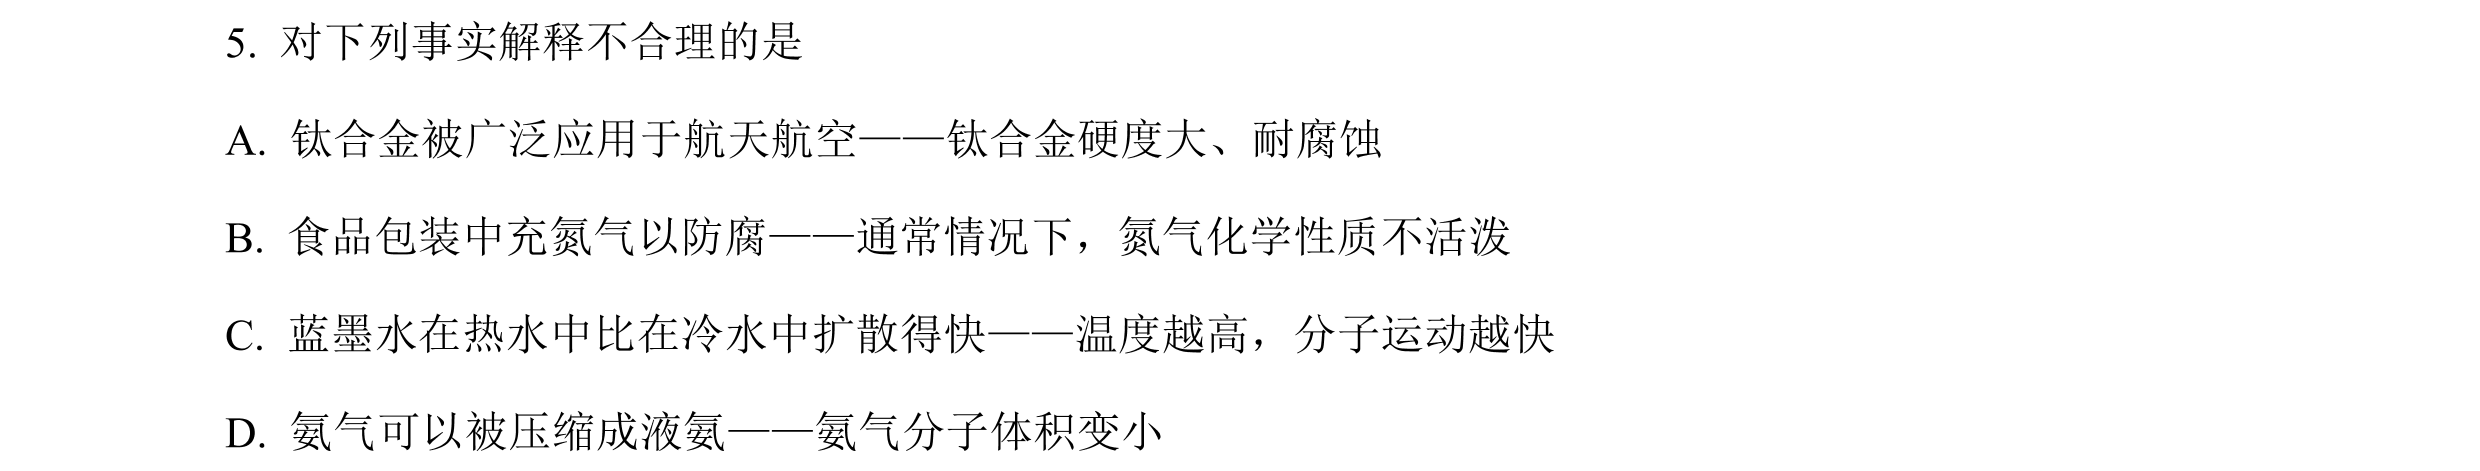 5. 对下列事实解释不合理的是
A. 钛合金被广泛应用于航天航空——钛合金硬度大、耐腐蚀
B. 食品包装中充氮气以防腐——通常情况下，氮气化学性质不活泼
C. 蓝墨水在热水中比在冷水中扩散得快——温度越高，分子运动越快
D. 氨气可以被压缩成液氨——氨气分子体积变小